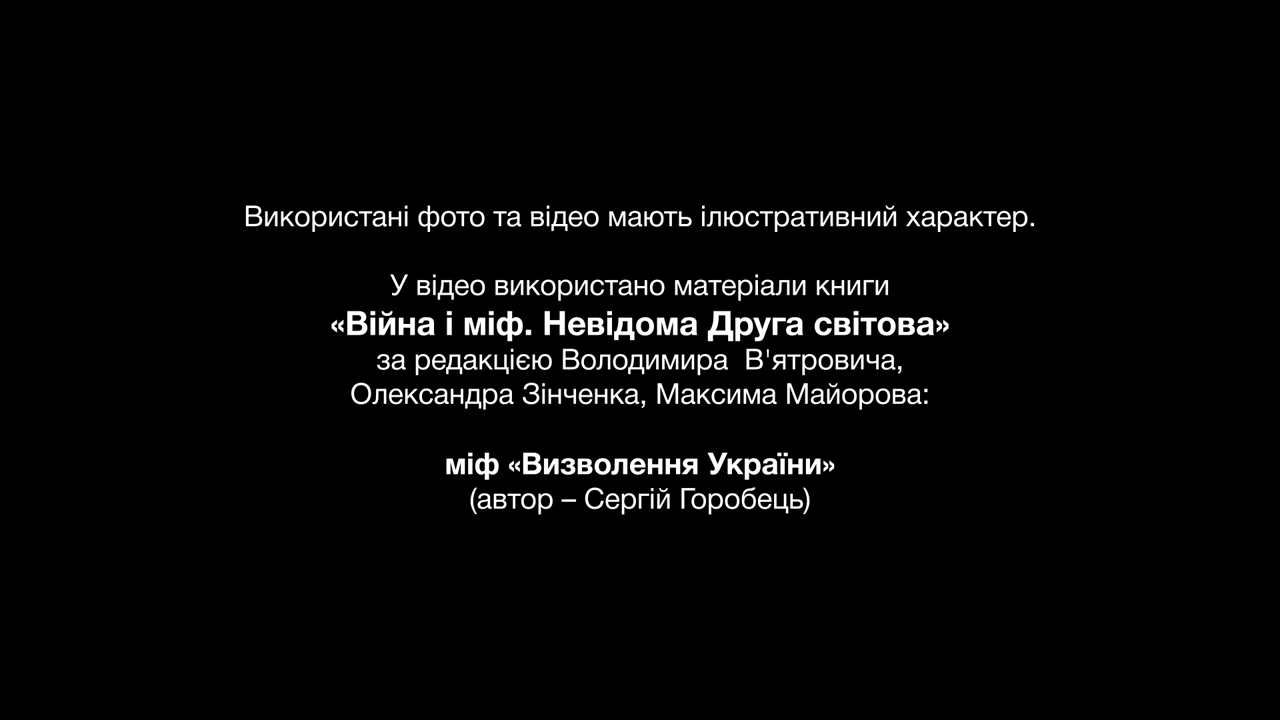 Використані фото та відео мають ілюстративний характер.
У відео використано матеріали книги
«Війна і міф. Невідома Друга світова»
за редакцією Володимира  В'ятровича,
Олександра Зінченка, Максима Майорова:
міф «Визволення України»
(автор – Сергій Горобець)